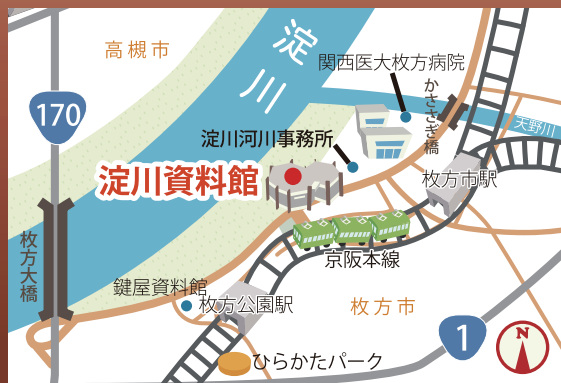 高槻市
淀川
関西医大枚方病院
170
かささぎ橋
天野川
淀川河川事務所
淀川資料館
枚方市駅
枚方大橋
京阪本線
鍵屋資料館
枚方公園駅
枚方市
1
N
ひらかたパーク